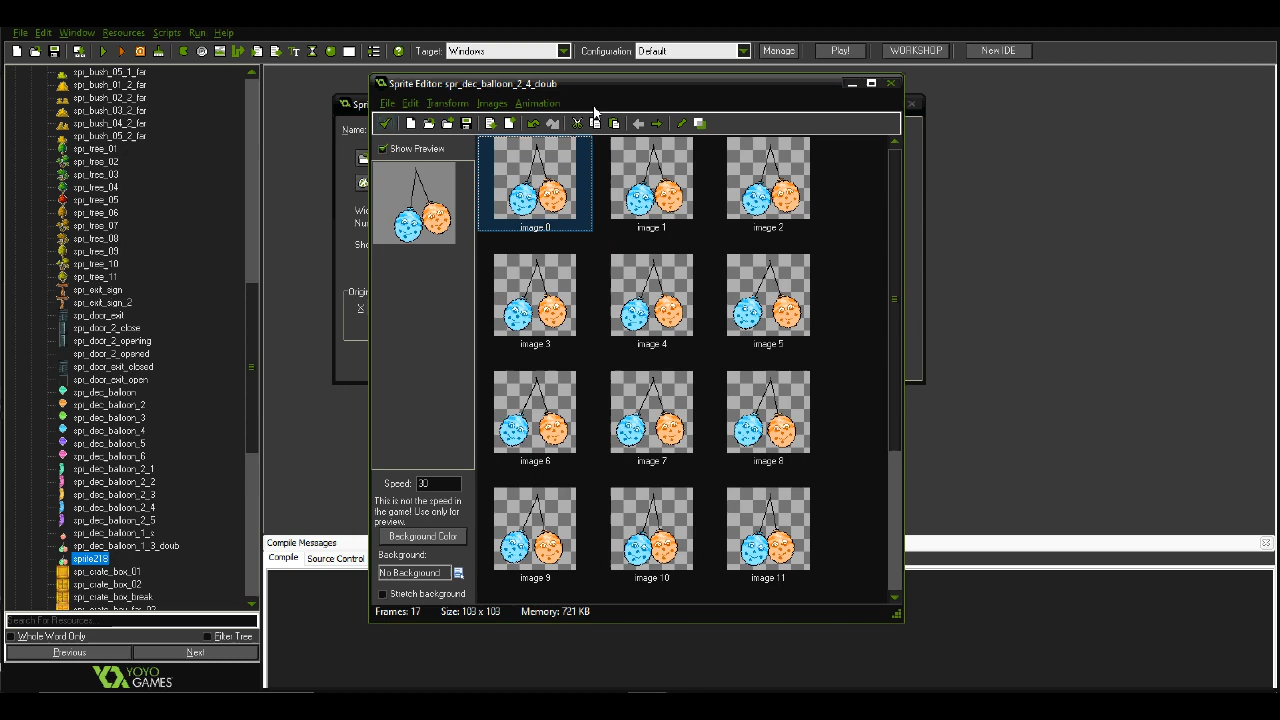 File Edit Window Resources Scripts Run Help
Target: Windows Configuration Default Manage Play! WORKSHOP New IDE
spr_bush_05_1_far
spr_bush_01_2_far
spr_bush_02_2_far
spr_bush_03_2_far
spr_bush_04_2_far
spr_bush_05_2_far
spr_tree_01
spr_tree_02
spr_tree_03
spr_tree_04
spr_tree_05
spr_tree_06
spr_tree_07
spr_tree_08
spr_tree_09
spr_tree_10
spr_tree_11
spr_exit_sign
spr_exit_sign_2
spr_door_exit
spr_door_2_close
spr_door_2_opening
spr_door_2_opened
spr_door_exit_closed
spr_door_exit_open
spr_dec_balloon
spr_dec_balloon_2
spr_dec_balloon_3
spr_dec_balloon_4
spr_dec_balloon_5
spr_dec_balloon_6
spr_dec_balloon_2_1
spr_dec_balloon_2_2
spr_dec_balloon_2_3
spr_dec_balloon_2_4
spr_dec_balloon_2_5
spr_dec_balloon_1_s
spr_dec_balloon_1_3_doub
sprite218
spr_crate_box_01
spr_crate_box_02
spr_crate_box_break
spr_crate_box_far_02
Search For Resources...
Whole Word Only Filter Tree
Previous Next
YOYO
GAMES
Spr
Name:
Wid
Num
Sho
Origin
X
Sprite Editor: spr_dec_balloon_2_4_doub
File Edit Transform Images Animation
Show Preview
image 0 image 1 image 2
image 3 image 4 image 5
image 6 image 7 image 8
image 9 image 10 image 11
Speed: 30
This is not the speed in
the game! Use only for
preview.
Background Color
Background:
No Background
Stretch background
Frames: 17 Size: 103 x 103 Memory: 721 KB
Compile Messages
Compile Source Control